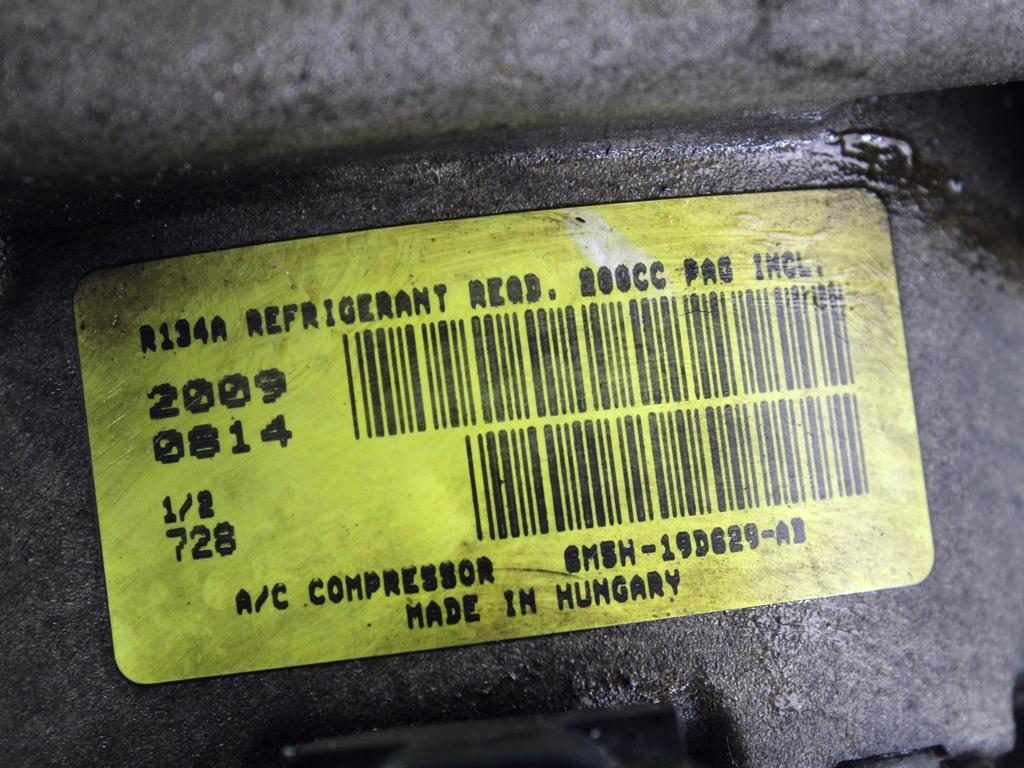 R134A REFRIGERANT REQD. 200CC PAG INCL.
2009
0814
1/2
728
A/C COMPRESSOR 6M5H-19D629-AB
MADE IN HUNGARY